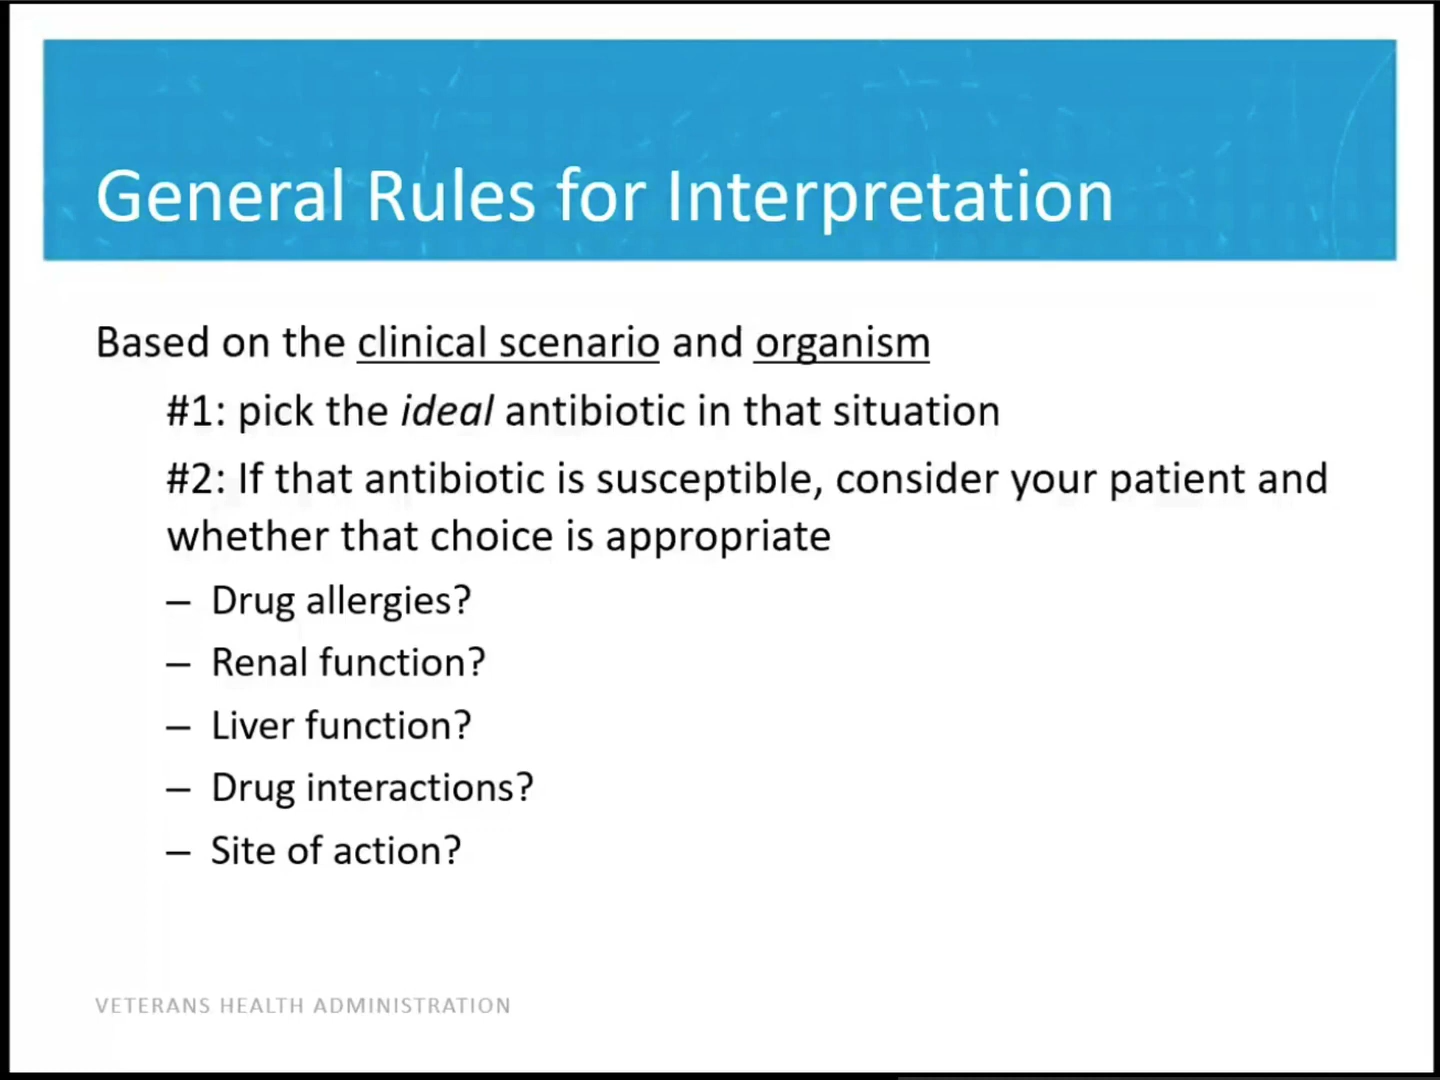 General Rules for Interpretation
Based on the clinical scenario and organism
#1: pick the ideal antibiotic in that situation
#2: If that antibiotic is susceptible, consider your patient and
whether that choice is appropriate
– Drug allergies?
– Renal function?
– Liver function?
– Drug interactions?
– Site of action?
VETERANS HEALTH ADMINISTRATION